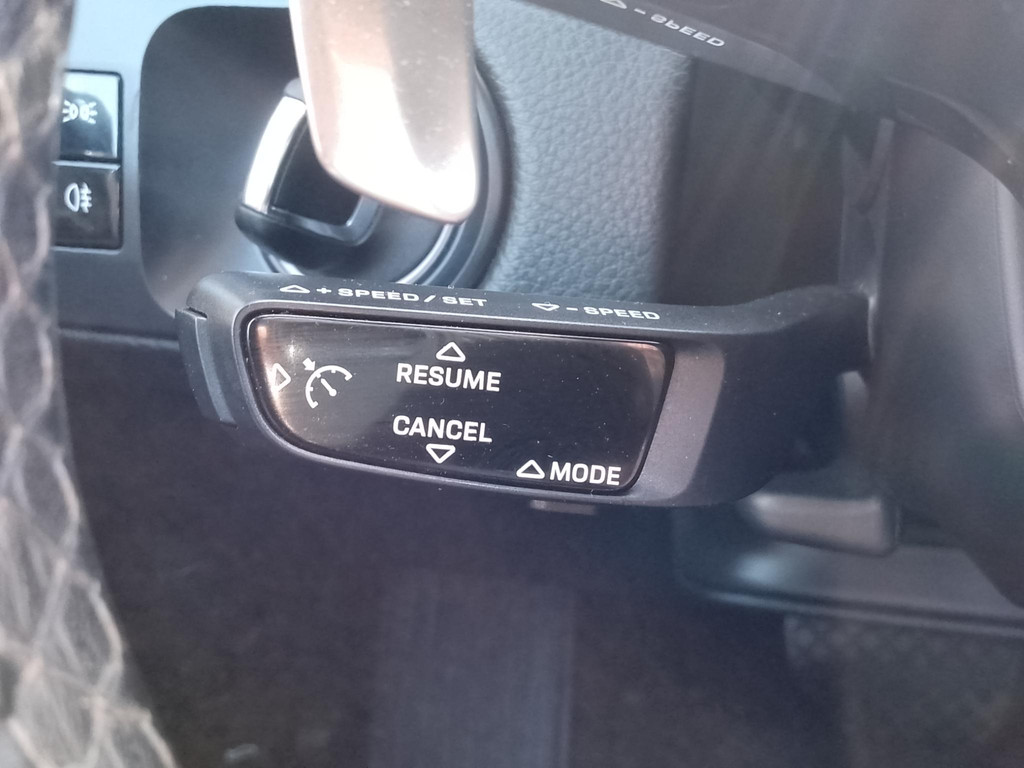 - SPEED
+ SPEED / SET - SPEED
RESUME
CANCEL
MODE